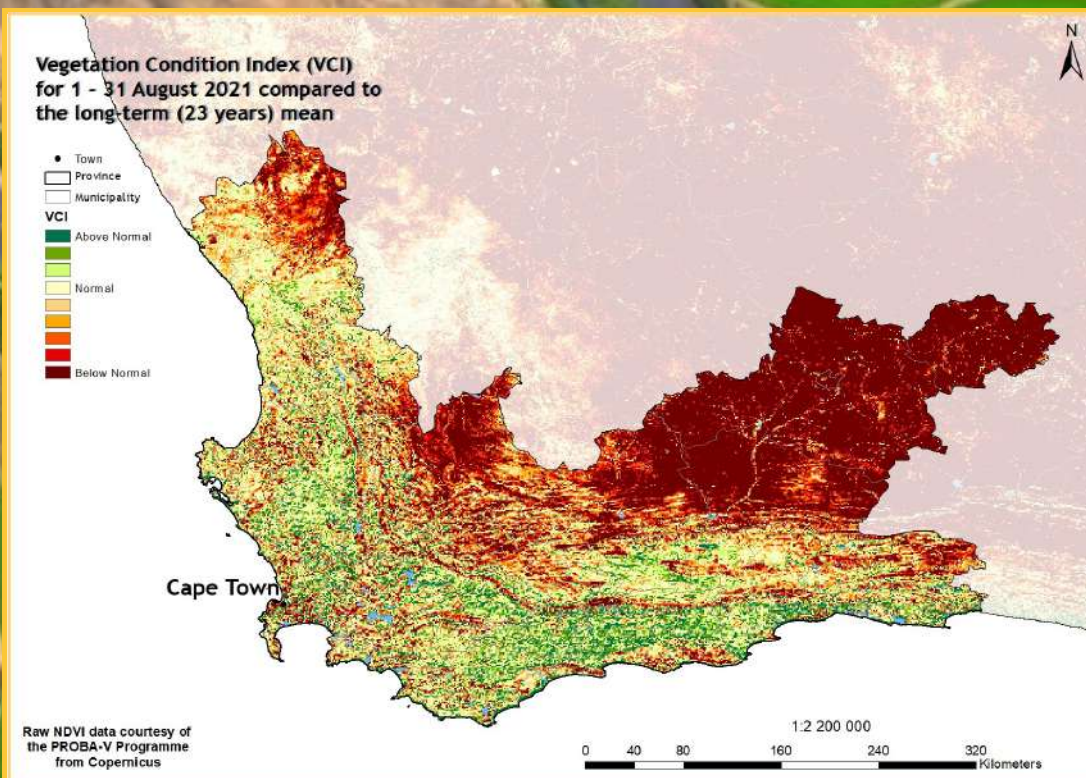 Vegetation Condition Index (VCI)
for 1 - 31 August 2021 compared to
the long-term (23 years) mean
N
Town
Province
Municipality
VCI
Above Normal
Normal
Below Normal
Cape Town
Raw NDVI data courtesy of
the PROBA-V Programme
from Copernicus
1:2 200 000
0 40 80 160 240 320
Kilometers